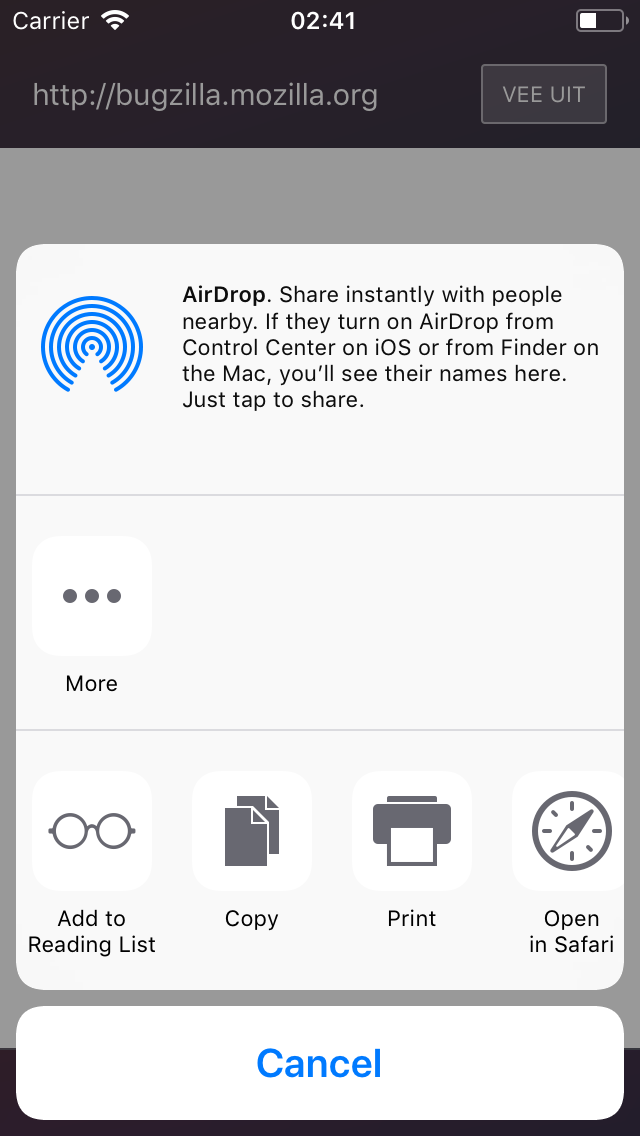 Carrier 02:41
http://bugzilla.mozilla.org VEE UIT
AirDrop. Share instantly with people
nearby. If they turn on AirDrop from
Control Center on iOS or from Finder on
the Mac, you’ll see their names here.
Just tap to share.
More
Add to
Reading List
Copy
Print
Open
in Safari
Cancel